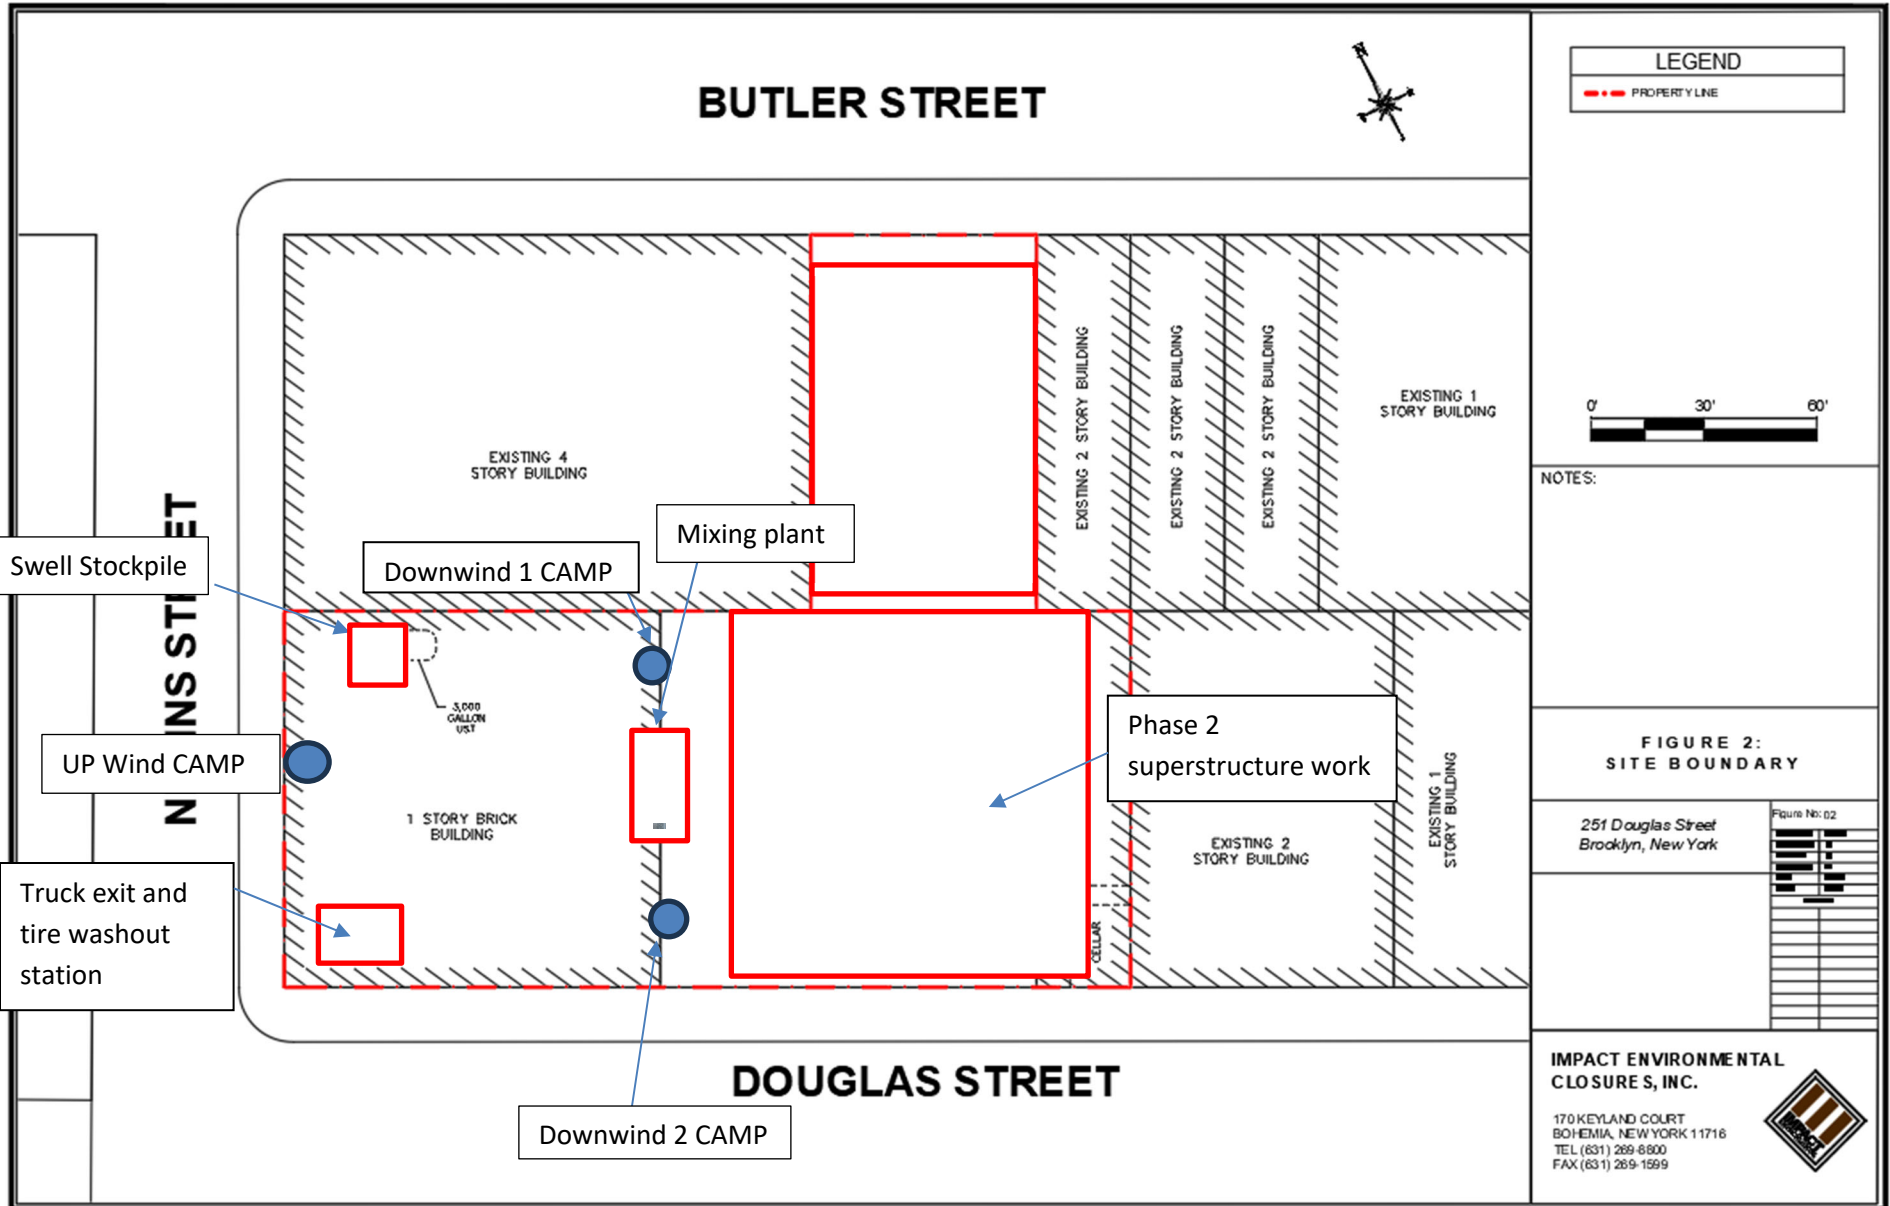 BUTLER STREET
N
LEGEND
PROPERTY LINE
0' 30' 60'
NOTES:
EXISTING 4
STORY BUILDING
EXISTING 2 STORY BUILDING
EXISTING 2 STORY BUILDING
EXISTING 2 STORY BUILDING
EXISTING 1
STORY BUILDING
Mixing plant
Swell Stockpile
Downwind 1 CAMP
3,000
GALLON
UST
UP Wind CAMP
1 STORY BRICK
BUILDING
Phase 2
superstructure work
EXISTING 2
STORY BUILDING
EXISTING 1
STORY BUILDING
CELLAR
Truck exit and
tire washout
station
DOUGLAS STREET
Downwind 2 CAMP
FIGURE 2:
SITE BOUNDARY
251 Douglas Street
Brooklyn, New York
Figure No: 02
IMPACT ENVIRONMENTAL
CLOSURES, INC.
170 KEYLAND COURT
BOHEMIA, NEW YORK 11716
TEL (631) 269-8800
FAX (631) 269-1599
IMPACT